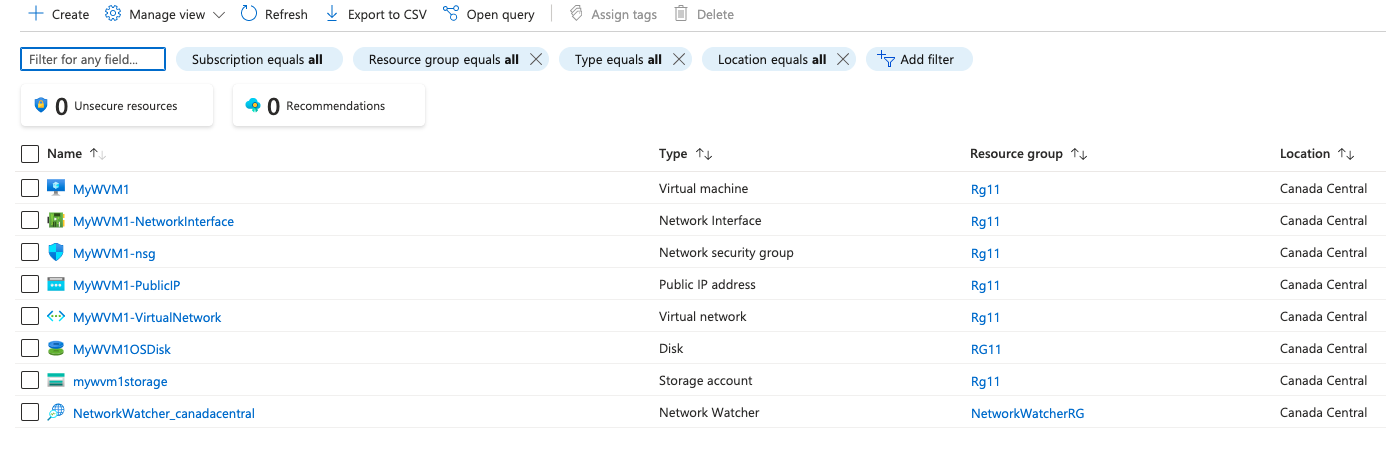 Create Manage view Refresh Export to CSV Open query Assign tags Delete
Filter for any field... Subscription equals all Resource group equals all Type equals all Location equals all Add filter
0 Unsecure resources 0 Recommendations
Name Type Resource group Location
MyWVM1 Virtual machine Rg11 Canada Central
MyWVM1-NetworkInterface Network Interface Rg11 Canada Central
MyWVM1-nsg Network security group Rg11 Canada Central
MyWVM1-PublicIP Public IP address Rg11 Canada Central
MyWVM1-VirtualNetwork Virtual network Rg11 Canada Central
MyWVM1OSDisk Disk RG11 Canada Central
mywvm1storage Storage account Rg11 Canada Central
NetworkWatcher_canadacentral Network Watcher NetworkWatcherRG Canada Central